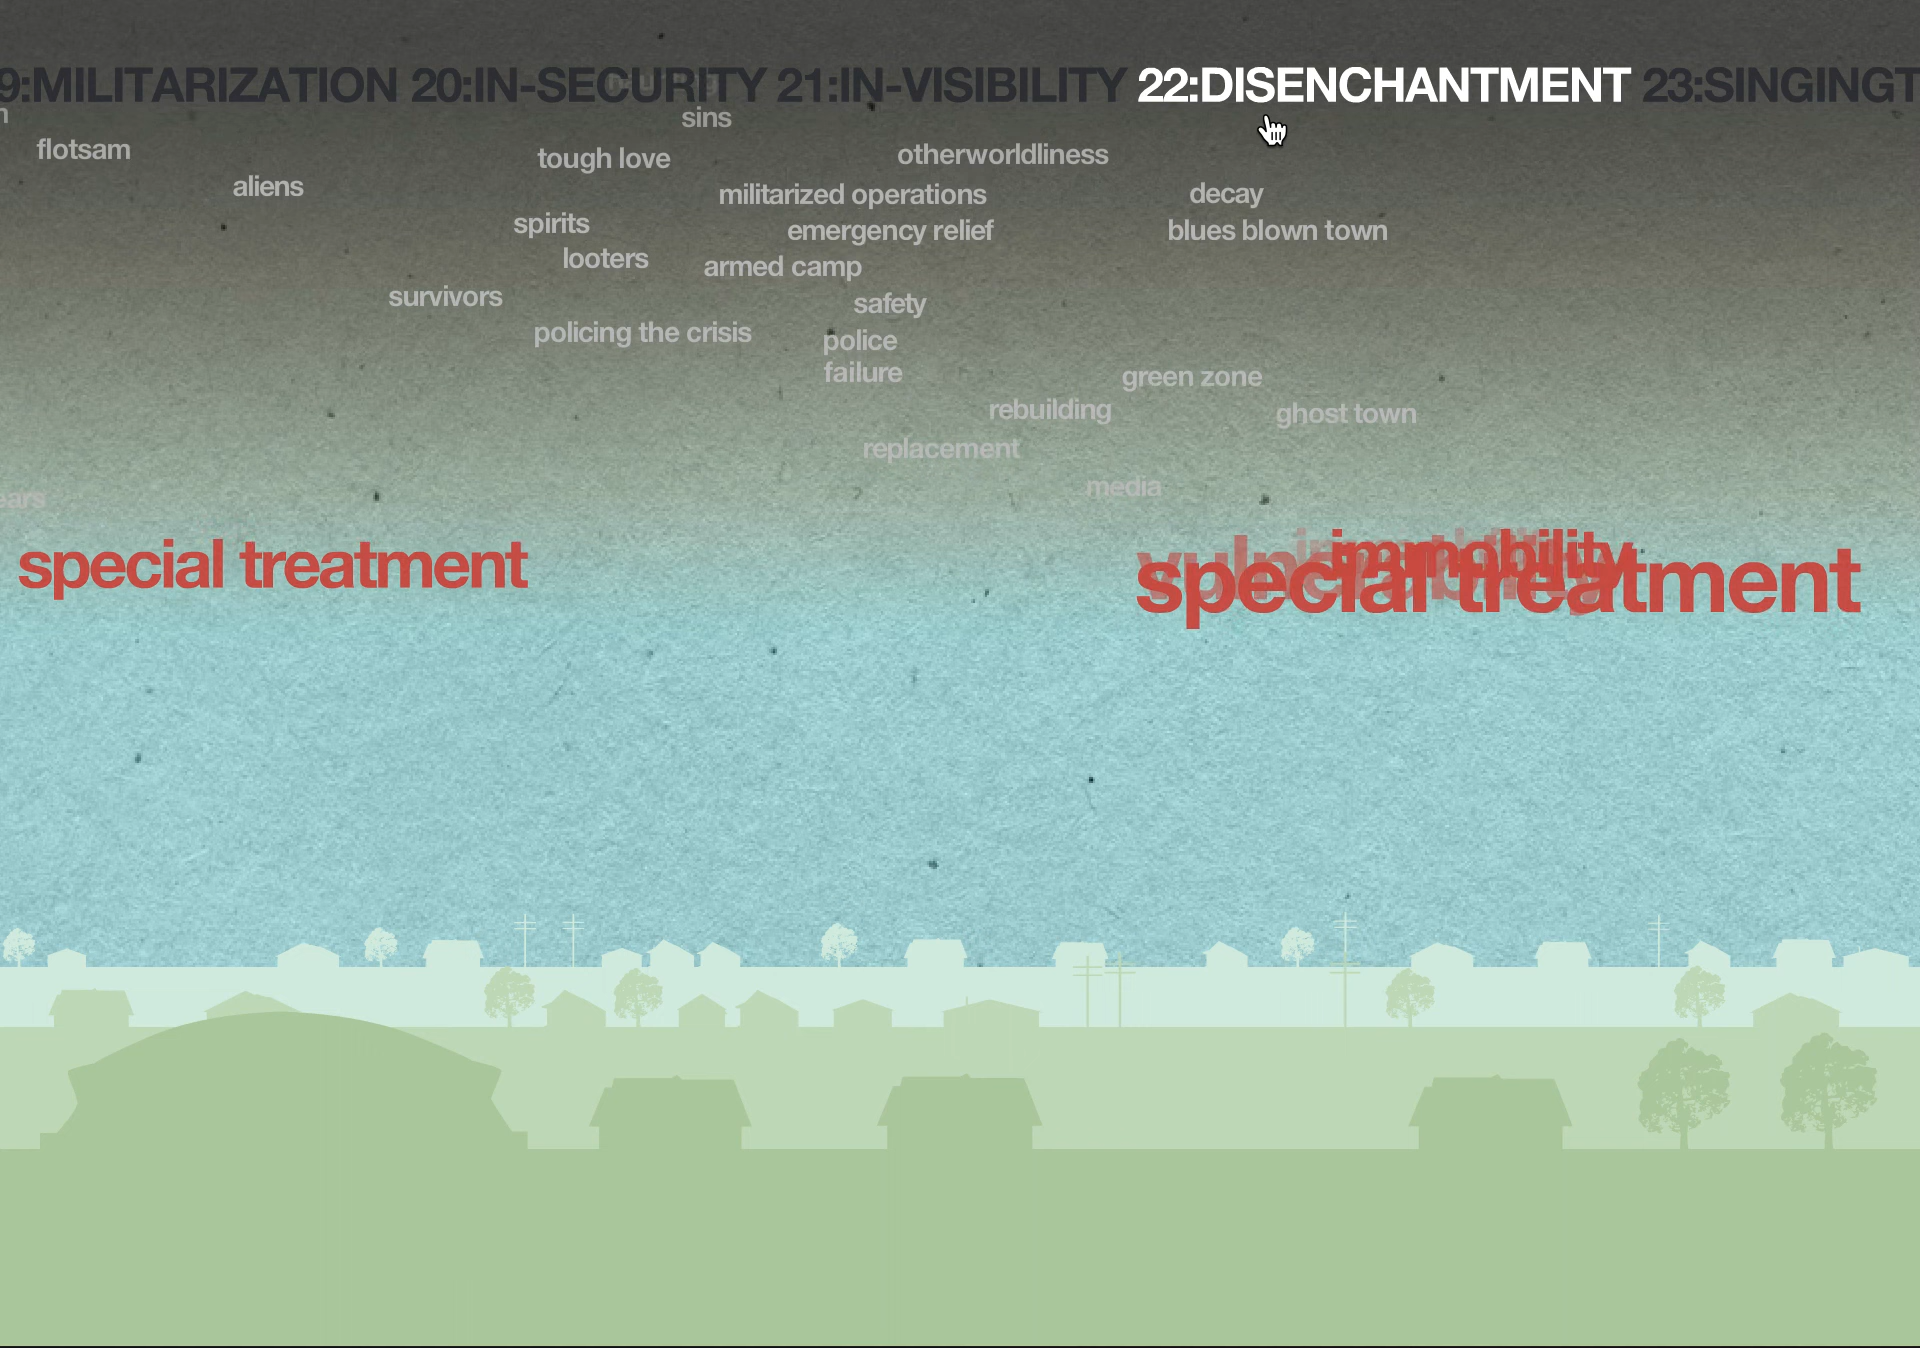 9:MILITARIZATION 20:IN-SECURITY 21:IN-VISIBILITY 22:DISENCHANTMENT 23:SINGINGT
sins
flotsam
tough love
otherworldliness
aliens
militarized operations
decay
spirits
emergency relief
blues blown town
looters
armed camp
survivors
safety
policing the crisis
police
failure
green zone
rebuilding
ghost town
replacement
media
ears
immobility
special treatment
special treatment